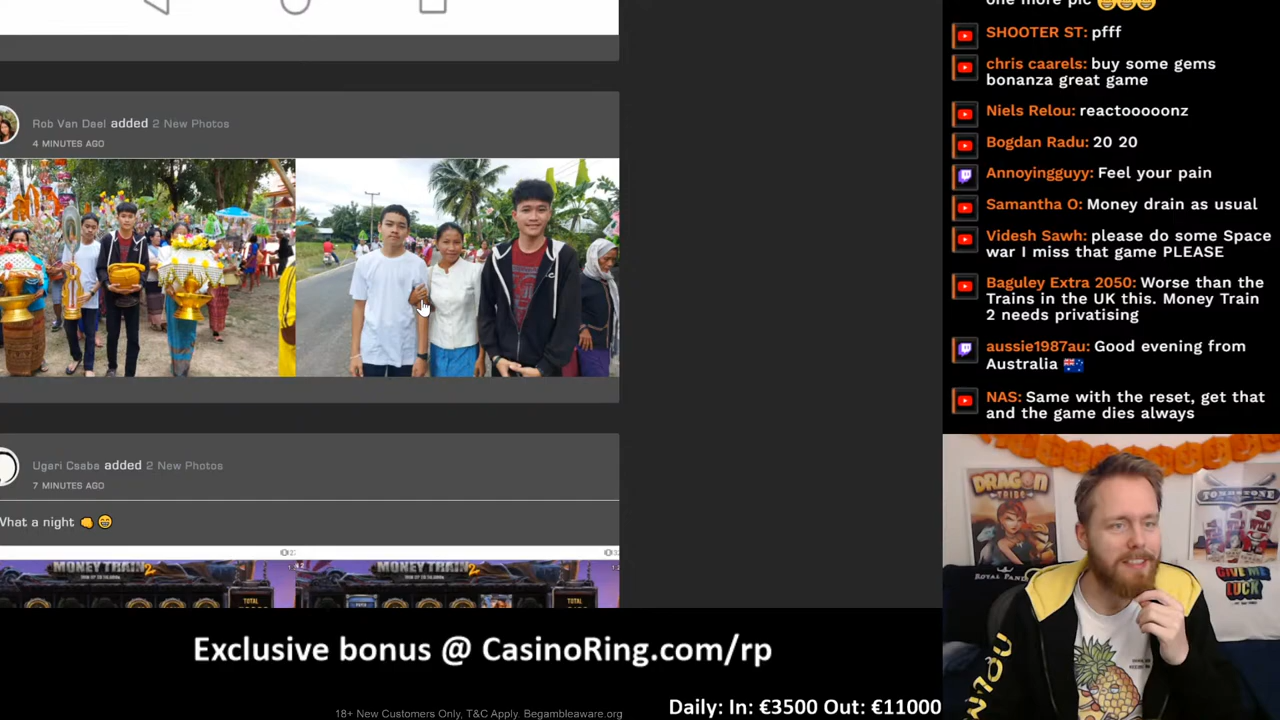 one more pic 😁😁😁
SHOOTER ST: pfff
chris caarels: buy some gems
bonanza great game
Niels Relou: reactooooonz
Bogdan Radu: 20 20
Annoyingguyy: Feel your pain
Samantha O: Money drain as usual
Videsh Sawh: please do some Space
war I miss that game PLEASE
Baguley Extra 2050: Worse than the
Trains in the UK this. Money Train
2 needs privatising
aussie1987au: Good evening from
Australia 🇦🇺
NAS: Same with the reset, get that
and the game dies always
Rob Van Dael added 2 New Photos
4 MINUTES AGO
Ugari Csaba added 2 New Photos
7 MINUTES AGO
What a night 👊 😁
MONEY TRAIN 2
TOTAL
MONEY TRAIN 2
TOTAL
DRAGON
TRIBE
ROYAL PANDA
TOMBSTONE
GIVE ME
LUCK
Exclusive bonus @ CasinoRing.com/rp
18+ New Customers Only, T&C Apply. Begambleaware.org
Daily: In: €3500 Out: €11000